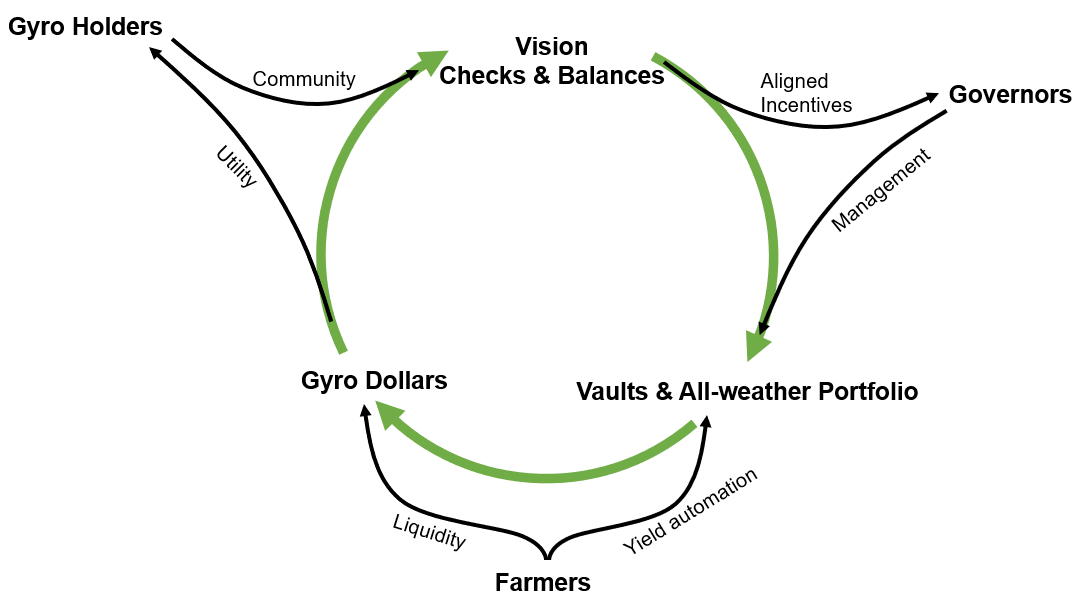 Gyro Holders
Vision
Checks & Balances
Community
Aligned
Incentives
Governors
Utility
Management
Gyro Dollars
Vaults & All-weather Portfolio
Liquidity
Yield automation
Farmers